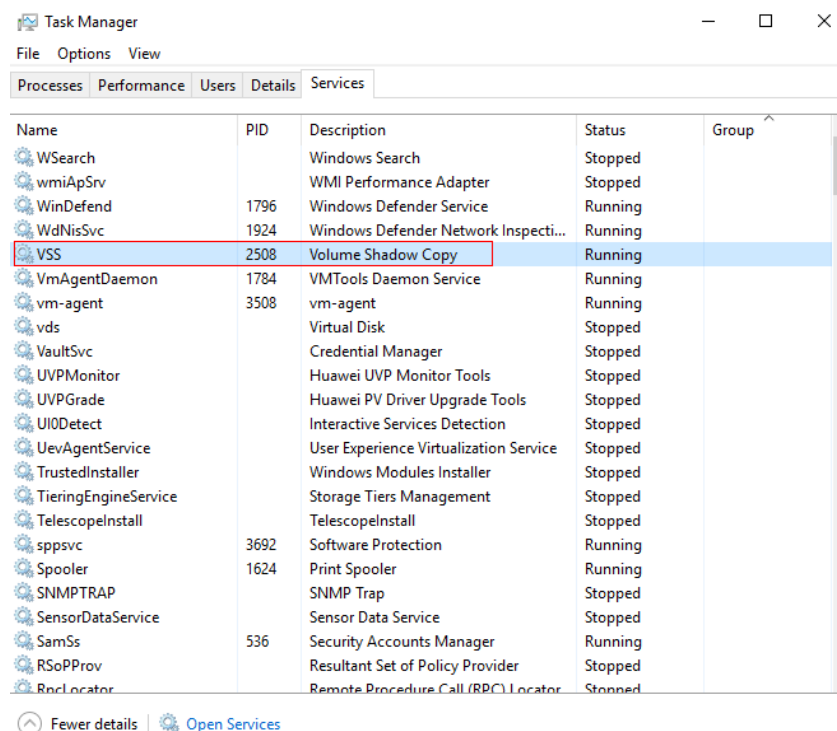 Task Manager
File Options View
Processes Performance Users Details Services
Name PID Description Status Group
WSearch Windows Search Stopped
wmiApSrv WMI Performance Adapter Stopped
WinDefend 1796 Windows Defender Service Running
WdNisSvc 1924 Windows Defender Network Inspecti... Running
VSS 2508 Volume Shadow Copy Running
VmAgentDaemon 1784 VMTools Daemon Service Running
vm-agent 3508 vm-agent Running
vds Virtual Disk Stopped
VaultSvc Credential Manager Stopped
UVPMonitor Huawei UVP Monitor Tools Stopped
UVPGrade Huawei PV Driver Upgrade Tools Stopped
UI0Detect Interactive Services Detection Stopped
UevAgentService User Experience Virtualization Service Stopped
TrustedInstaller Windows Modules Installer Stopped
TieringEngineService Storage Tiers Management Stopped
TelescopeInstall TelescopeInstall Stopped
sppsvc 3692 Software Protection Running
Spooler 1624 Print Spooler Running
SNMPTRAP SNMP Trap Stopped
SensorDataService Sensor Data Service Stopped
SamSs 536 Security Accounts Manager Running
RSoPProv Resultant Set of Policy Provider Stopped
RpcLocator Remote Procedure Call (RPC) Locator Stopped
Fewer details Open Services